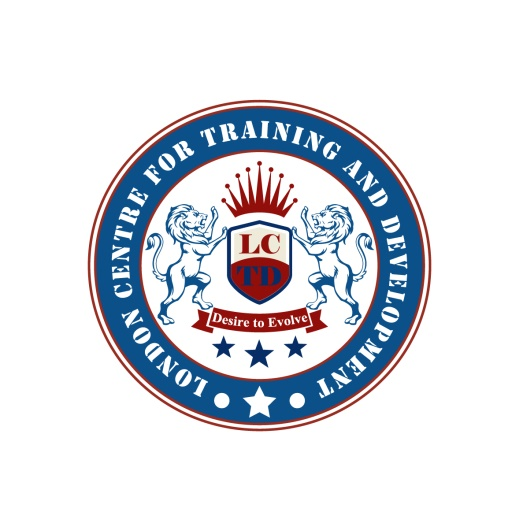 LONDON CENTRE FOR TRAINING AND DEVELOPMENT
LC
TD
Desire to Evolve